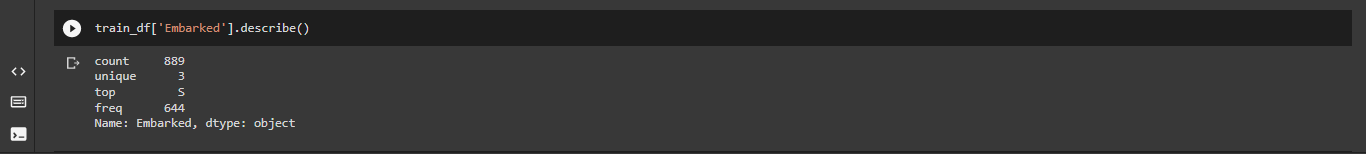 train_df['Embarked'].describe()
count     889
unique      3
top         S
freq      644
Name: Embarked, dtype: object